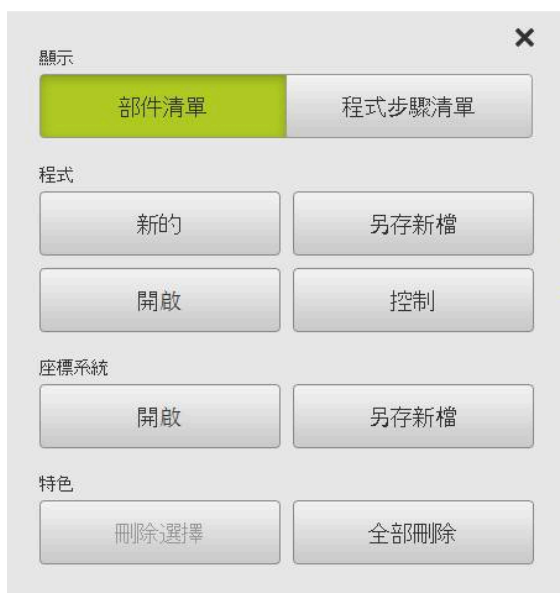 顯示
部件清單 程式步驟清單
程式
新的 另存新檔
開啟 控制
座標系統
開啟 另存新檔
特色
刪除選擇 全部刪除